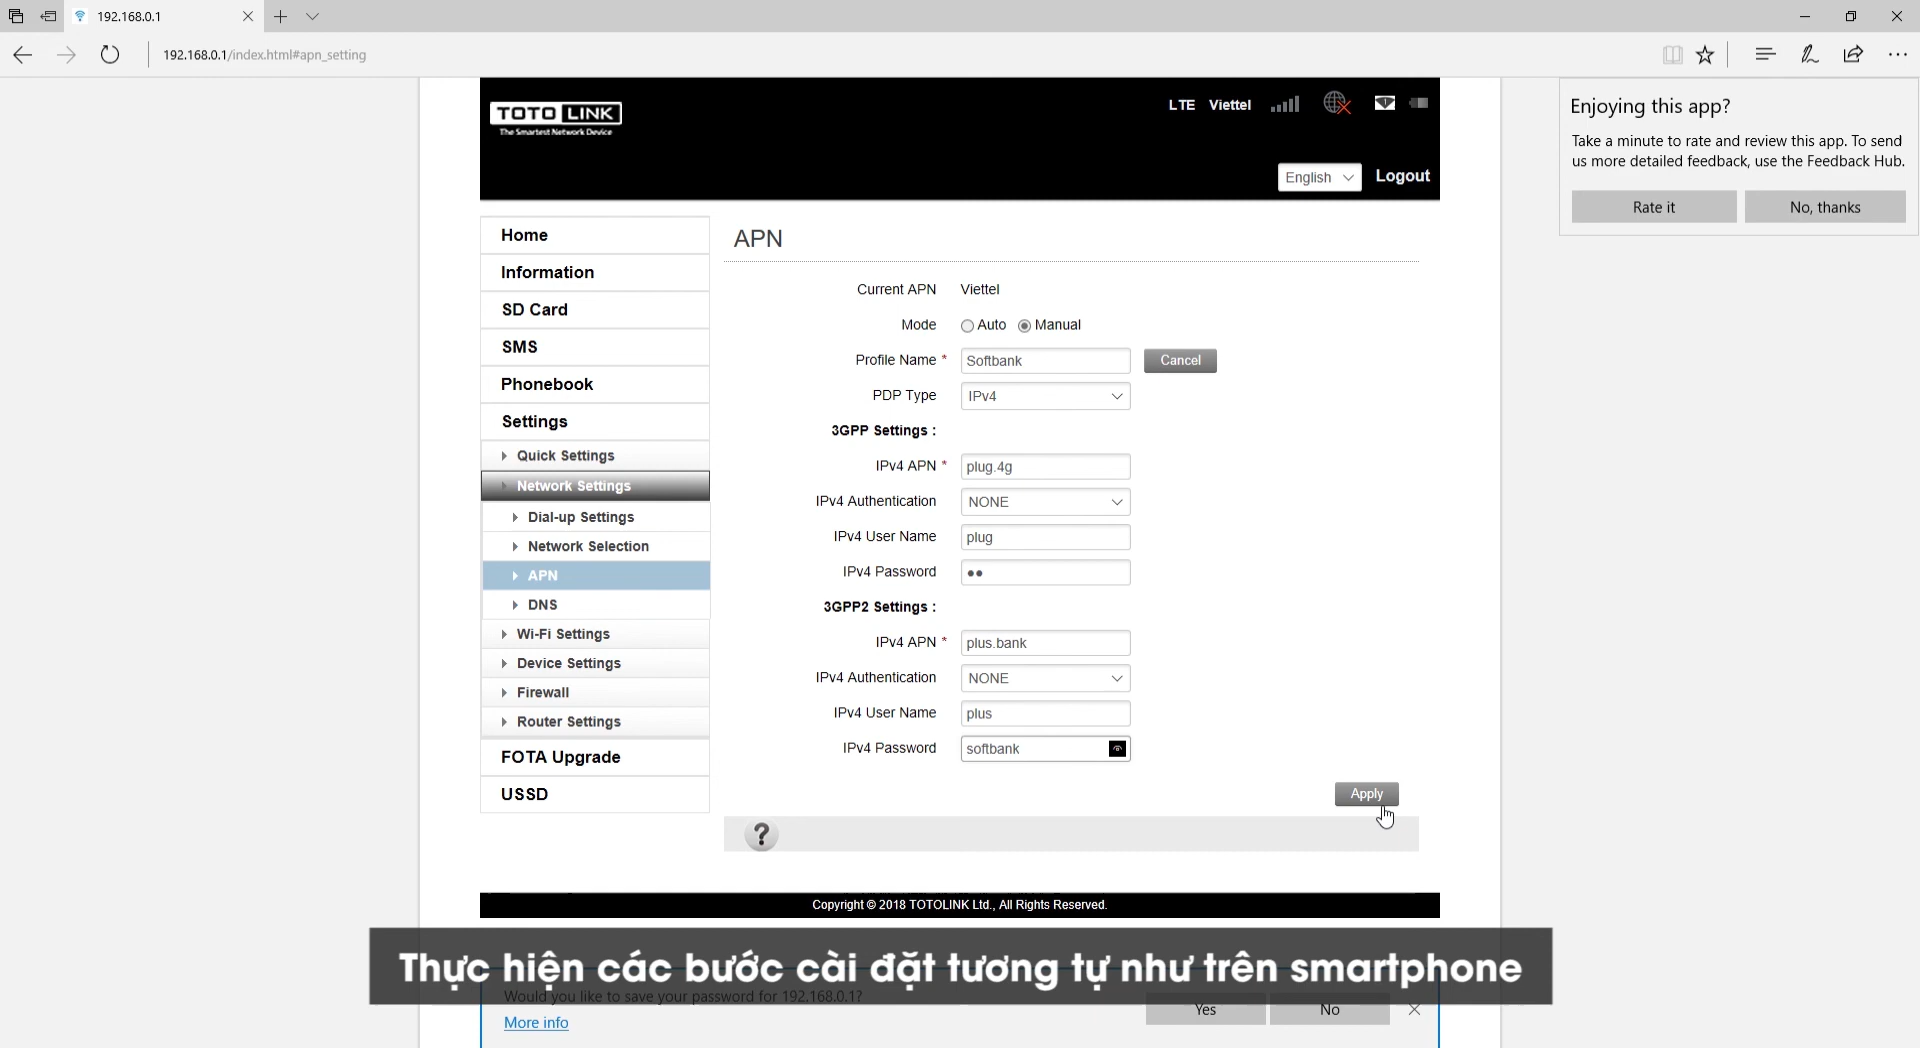 192.168.0.1
192.168.0.1/index.html#apn_setting
TOTO LINK
The Smartest Network Device
LTE Viettel
English
Logout
Enjoying this app?
Take a minute to rate and review this app. To send
us more detailed feedback, use the Feedback Hub.
Rate it
No, thanks
Home
Information
SD Card
SMS
Phonebook
Settings
Quick Settings
Network Settings
Dial-up Settings
Network Selection
APN
DNS
Wi-Fi Settings
Device Settings
Firewall
Router Settings
FOTA Upgrade
USSD
APN
Current APN Viettel
Mode Auto Manual
Profile Name * Softbank Cancel
PDP Type IPv4
3GPP Settings :
IPv4 APN * plug.4g
IPv4 Authentication NONE
IPv4 User Name plug
IPv4 Password ●●
3GPP2 Settings :
IPv4 APN * plus.bank
IPv4 Authentication NONE
IPv4 User Name plus
IPv4 Password softbank
Apply
?
Copyright © 2018 TOTOLINK Ltd., All Rights Reserved.
Thực hiện các bước cài đặt tương tự như trên smartphone
Would you like to save your password for 192.168.0.1?
More info
Yes
No